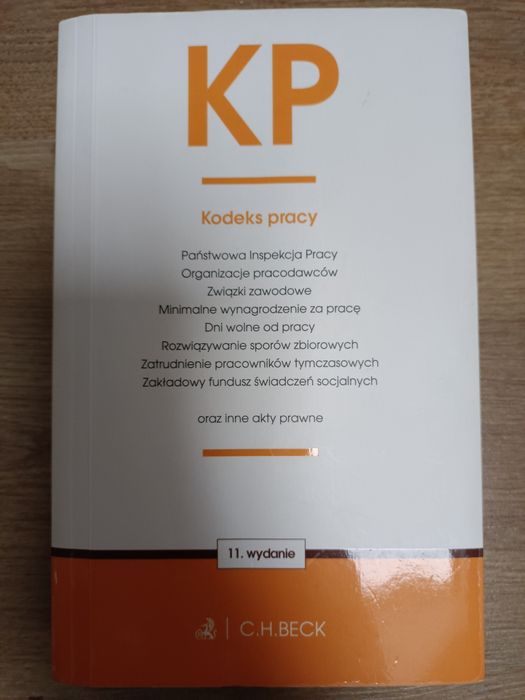 KP
Kodeks pracy
Państwowa Inspekcja Pracy
Organizacje pracodawców
Związki zawodowe
Minimalne wynagrodzenie za pracę
Dni wolne od pracy
Rozwiązywanie sporów zbiorowych
Zatrudnienie pracowników tymczasowych
Zakładowy fundusz świadczeń socjalnych
oraz inne akty prawne
11. wydanie
C.H.BECK